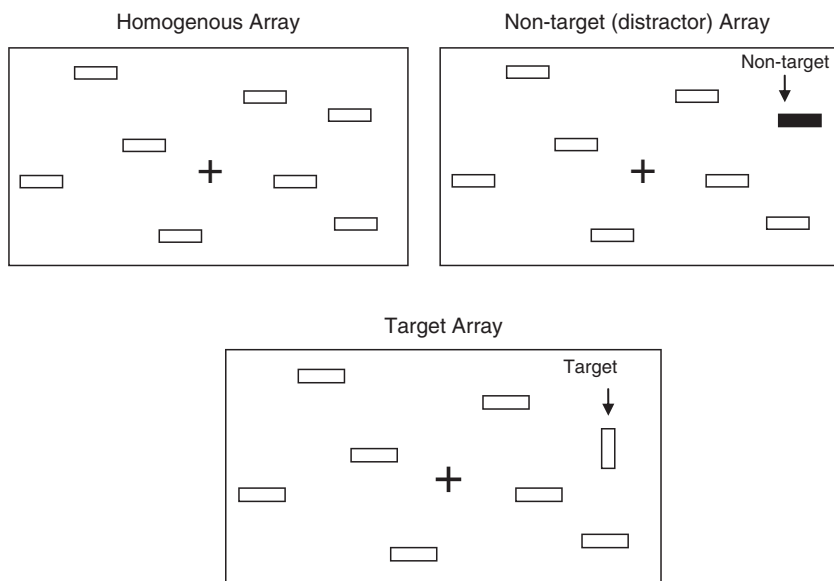 Homogenous Array
Non-target (distractor) Array
Non-target
Target Array
Target